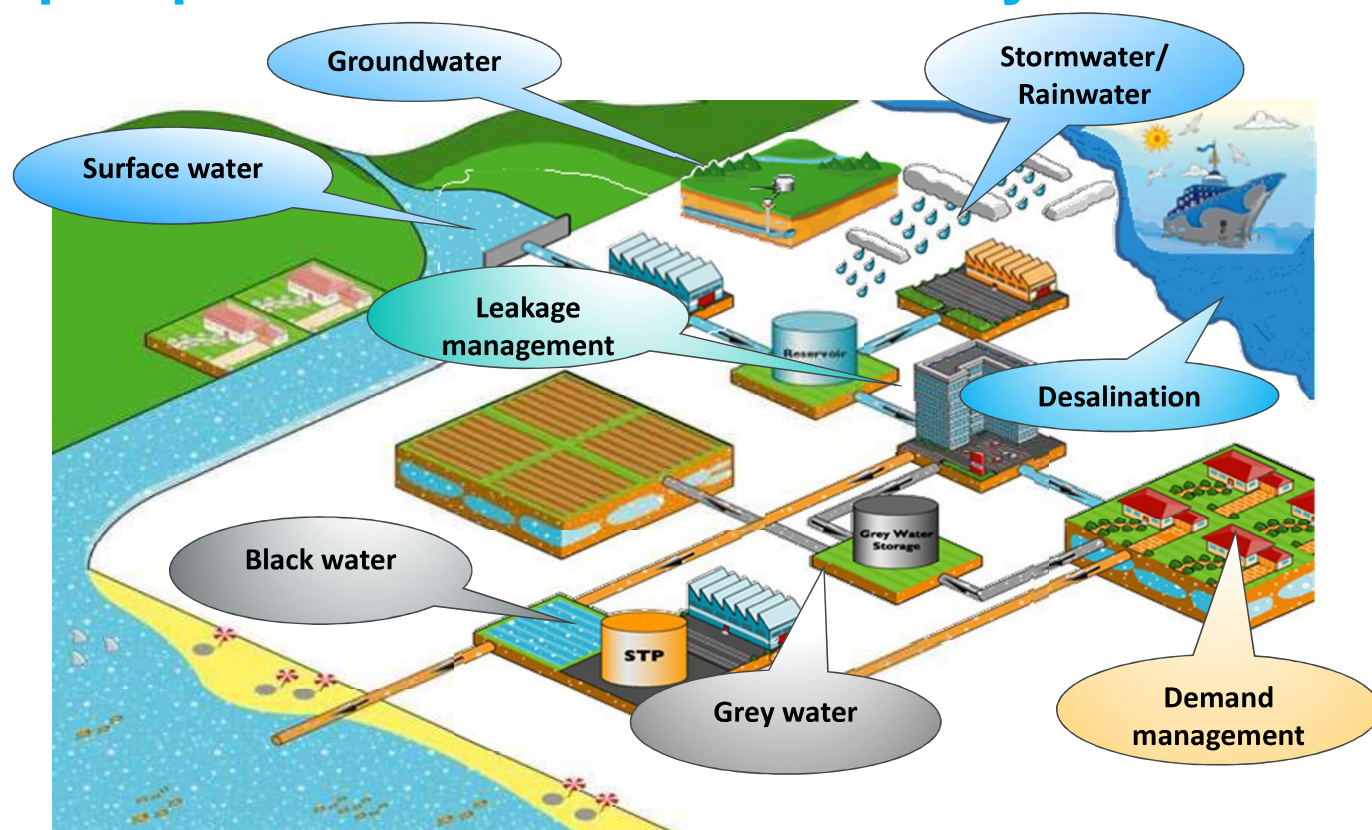 Groundwater
Stormwater/
Rainwater
Surface water
Leakage
management
Reservoir
Desalination
Grey Water
Storage
Black water
STP
Grey water
Demand
management